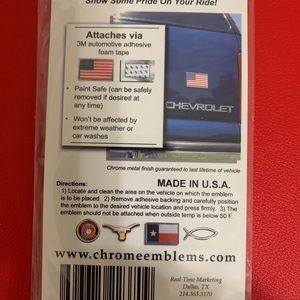 Show Some Pride On Your Ride!
Attaches via
3M automotive adhesive
foam tape
• Paint Safe (can be safely
removed if desired at
any time)
• Won't be affected by
extreme weather or
car washes
CHEVROLET
Chrome metal finish guaranteed to last lifetime of vehicle
MADE IN U.S.A.
Directions:
1) Locate and clean the area on the vehicle on which the emblem
is to be placed. 2) Remove adhesive backing and carefully position
the emblem to the desired vehicle location and press firmly. 3) The
emblem should not be attached when outside temp is below 50 F.
www.chromeemblems.com
Real-Time Marketing
Dallas, TX
214.363.3170